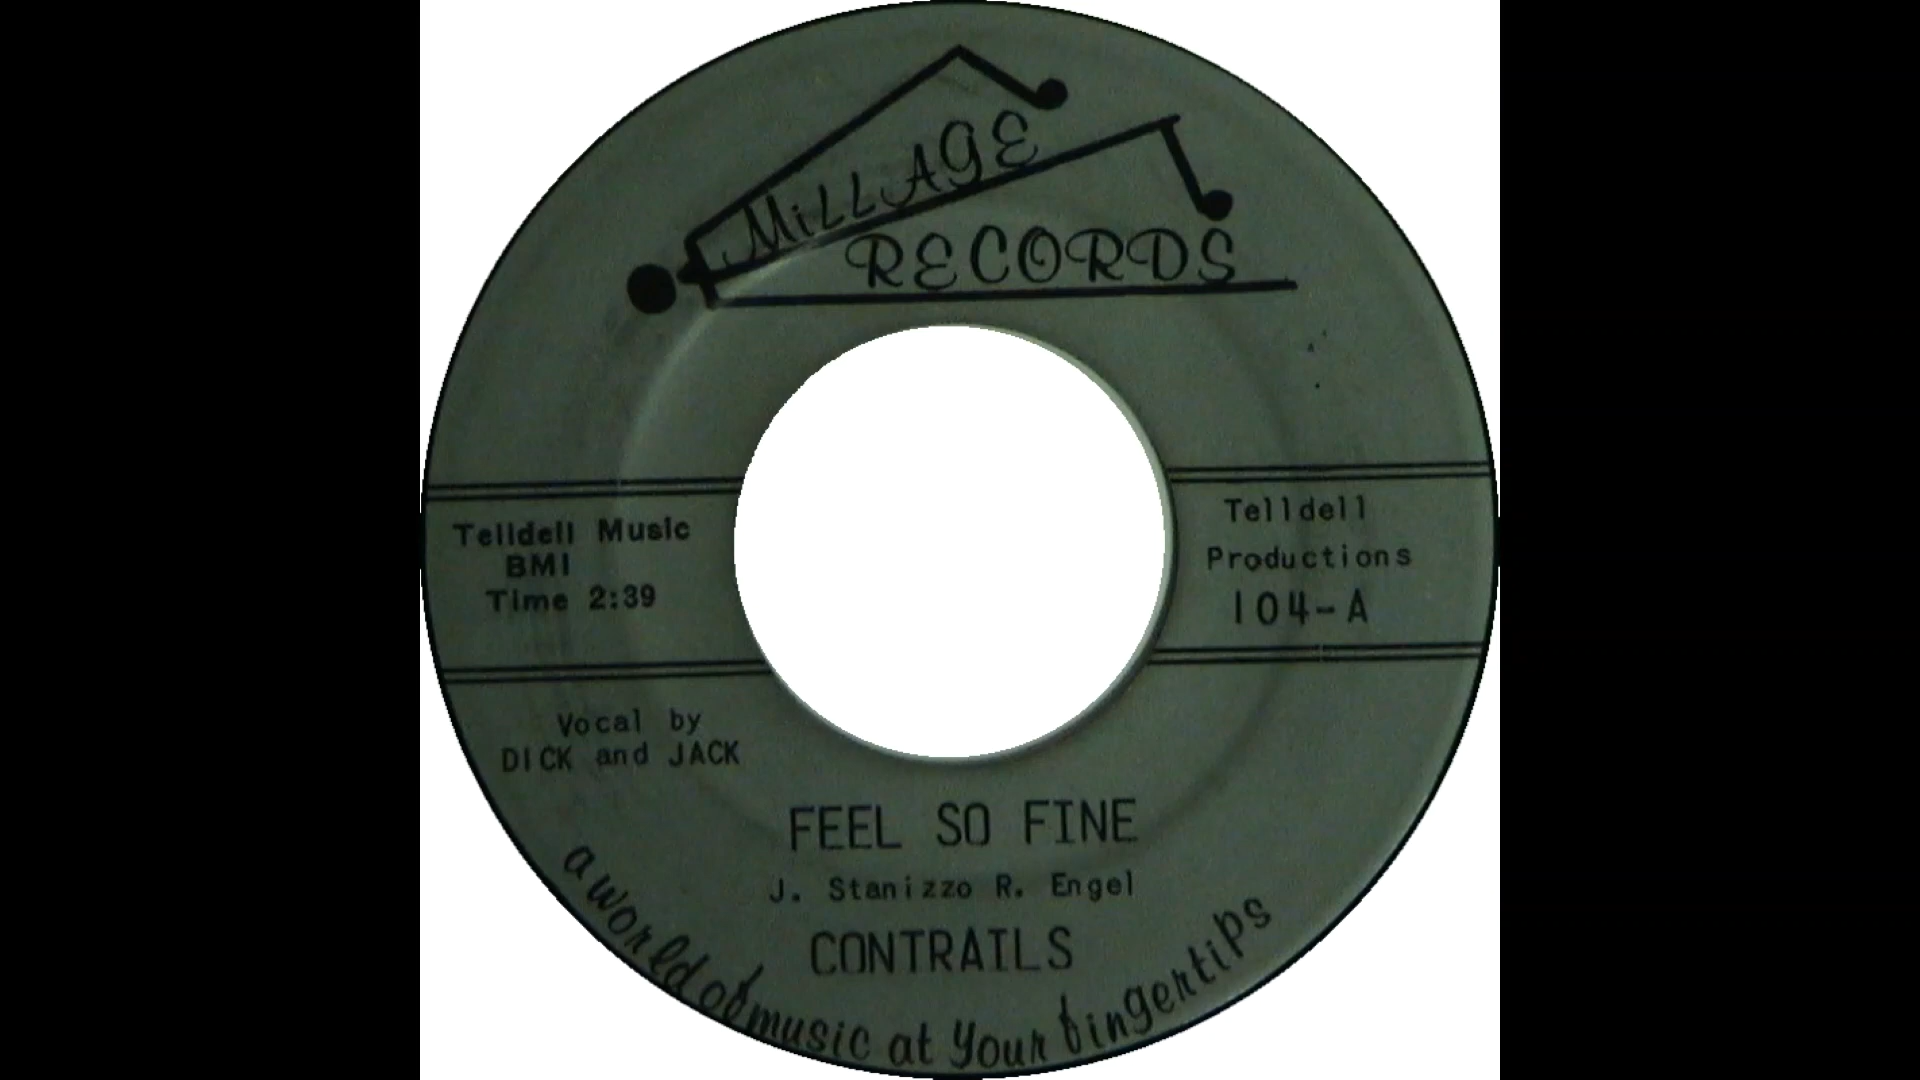 MiLLAGE
RECORDS
Telldell Music
BMI
Time 2:39
Telldell
Productions
104-A
Vocal by
DICK and JACK
FEEL SO FINE
J. Stanizzo R. Engel
CONTRAILS
a world of music at your fingertips